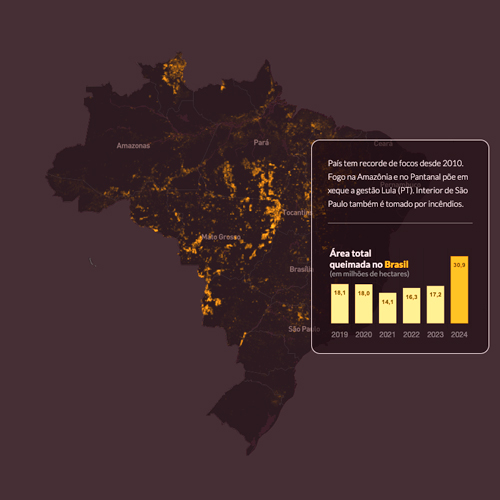 Amazonas
Pará
Ceará
Tocantins
Mato Grosso
Brasília
São Paulo
País tem recorde de focos desde 2010.
Fogo na Amazônia e no Pantanal põe em
xeque a gestão Lula (PT). Interior de São
Paulo também é tomado por incêndios.
Área total
queimada no Brasil
(em milhões de hectares)
18,1 18,0 14,1 16,3 17,2 30,9
2019 2020 2021 2022 2023 2024